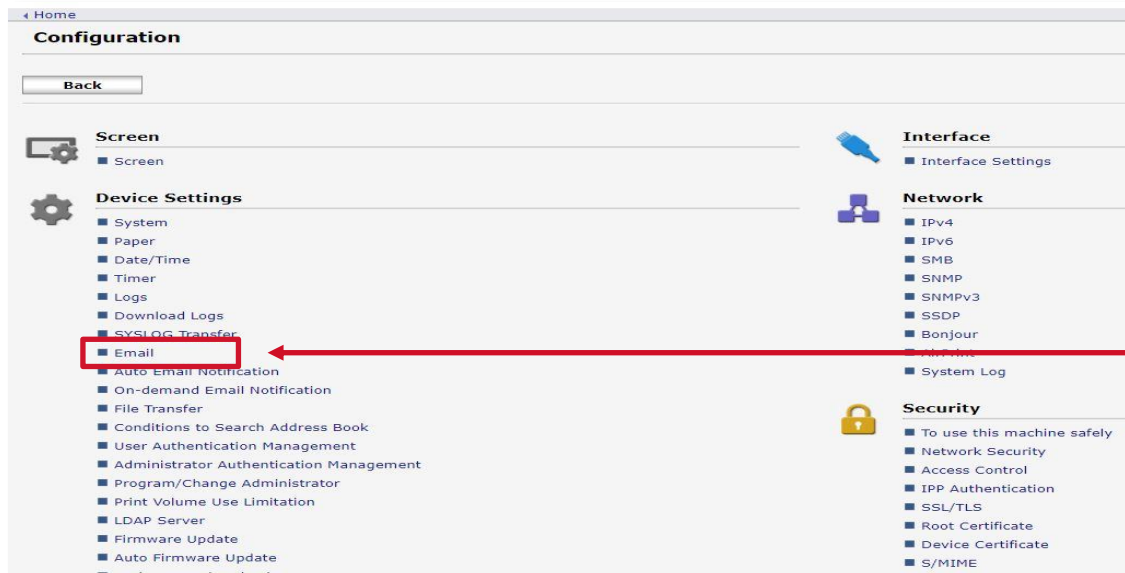 Home
Configuration
Back
Screen
Screen
Device Settings
System
Paper
Date/Time
Timer
Logs
Download Logs
SYSLOG Transfer
Email
Auto Email Notification
On-demand Email Notification
File Transfer
Conditions to Search Address Book
User Authentication Management
Administrator Authentication Management
Program/Change Administrator
Print Volume Use Limitation
LDAP Server
Firmware Update
Auto Firmware Update
Interface
Interface Settings
Network
IPv4
IPv6
SMB
SNMP
SNMPv3
SSDP
Bonjour
System Log
Security
To use this machine safely
Network Security
Access Control
IPP Authentication
SSL/TLS
Root Certificate
Device Certificate
S/MIME